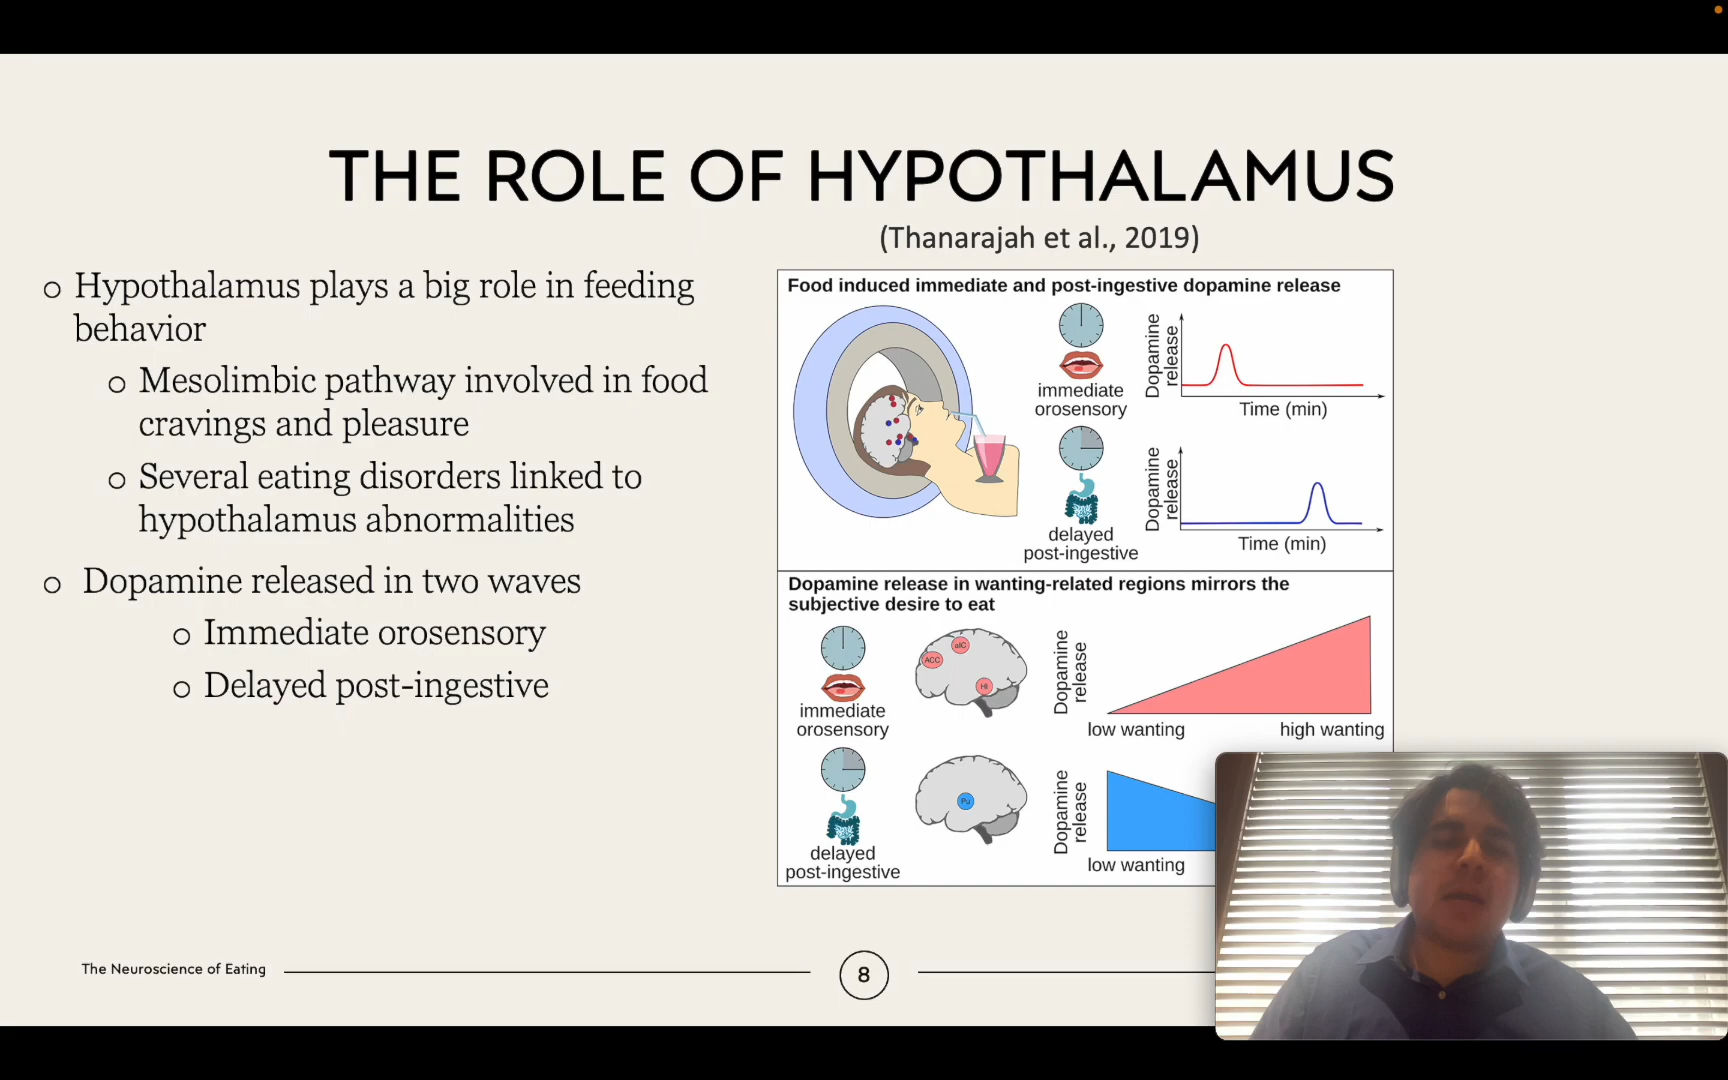 THE ROLE OF HYPOTHALAMUS
(Thanarajah et al., 2019)
○ Hypothalamus plays a big role in feeding
behavior
○ Mesolimbic pathway involved in food
cravings and pleasure
○ Several eating disorders linked to
hypothalamus abnormalities
○ Dopamine released in two waves
○ Immediate orosensory
○ Delayed post-ingestive
Food induced immediate and post-ingestive dopamine release
immediate
orosensory
Dopamine
release
Time (min)
delayed
post-ingestive
Dopamine
release
Time (min)
Dopamine release in wanting-related regions mirrors the
subjective desire to eat
immediate
orosensory
ACC
aIC
HI
Dopamine
release
low wanting
high wanting
delayed
post-ingestive
Pu
Dopamine
release
low wanting
The Neuroscience of Eating
8